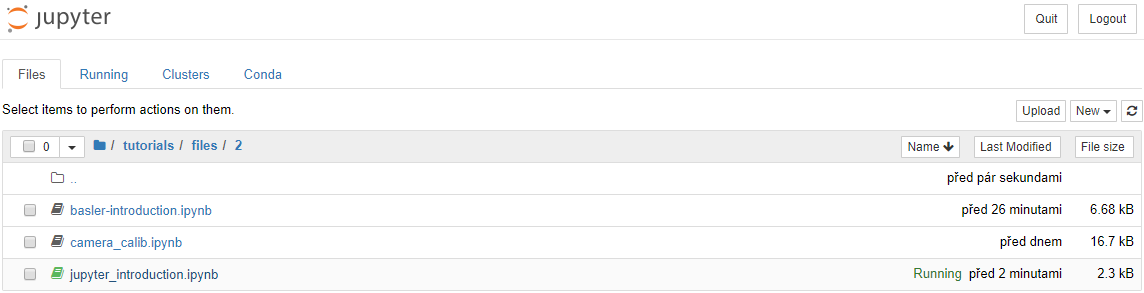 jupyter Quit Logout
Files Running Clusters Conda
Select items to perform actions on them. Upload New
0 / tutorials / files / 2 Name Last Modified File size
.. před pár sekundami
basler-introduction.ipynb před 26 minutami 6.68 kB
camera_calib.ipynb před dnem 16.7 kB
jupyter_introduction.ipynb Running před 2 minutami 2.3 kB